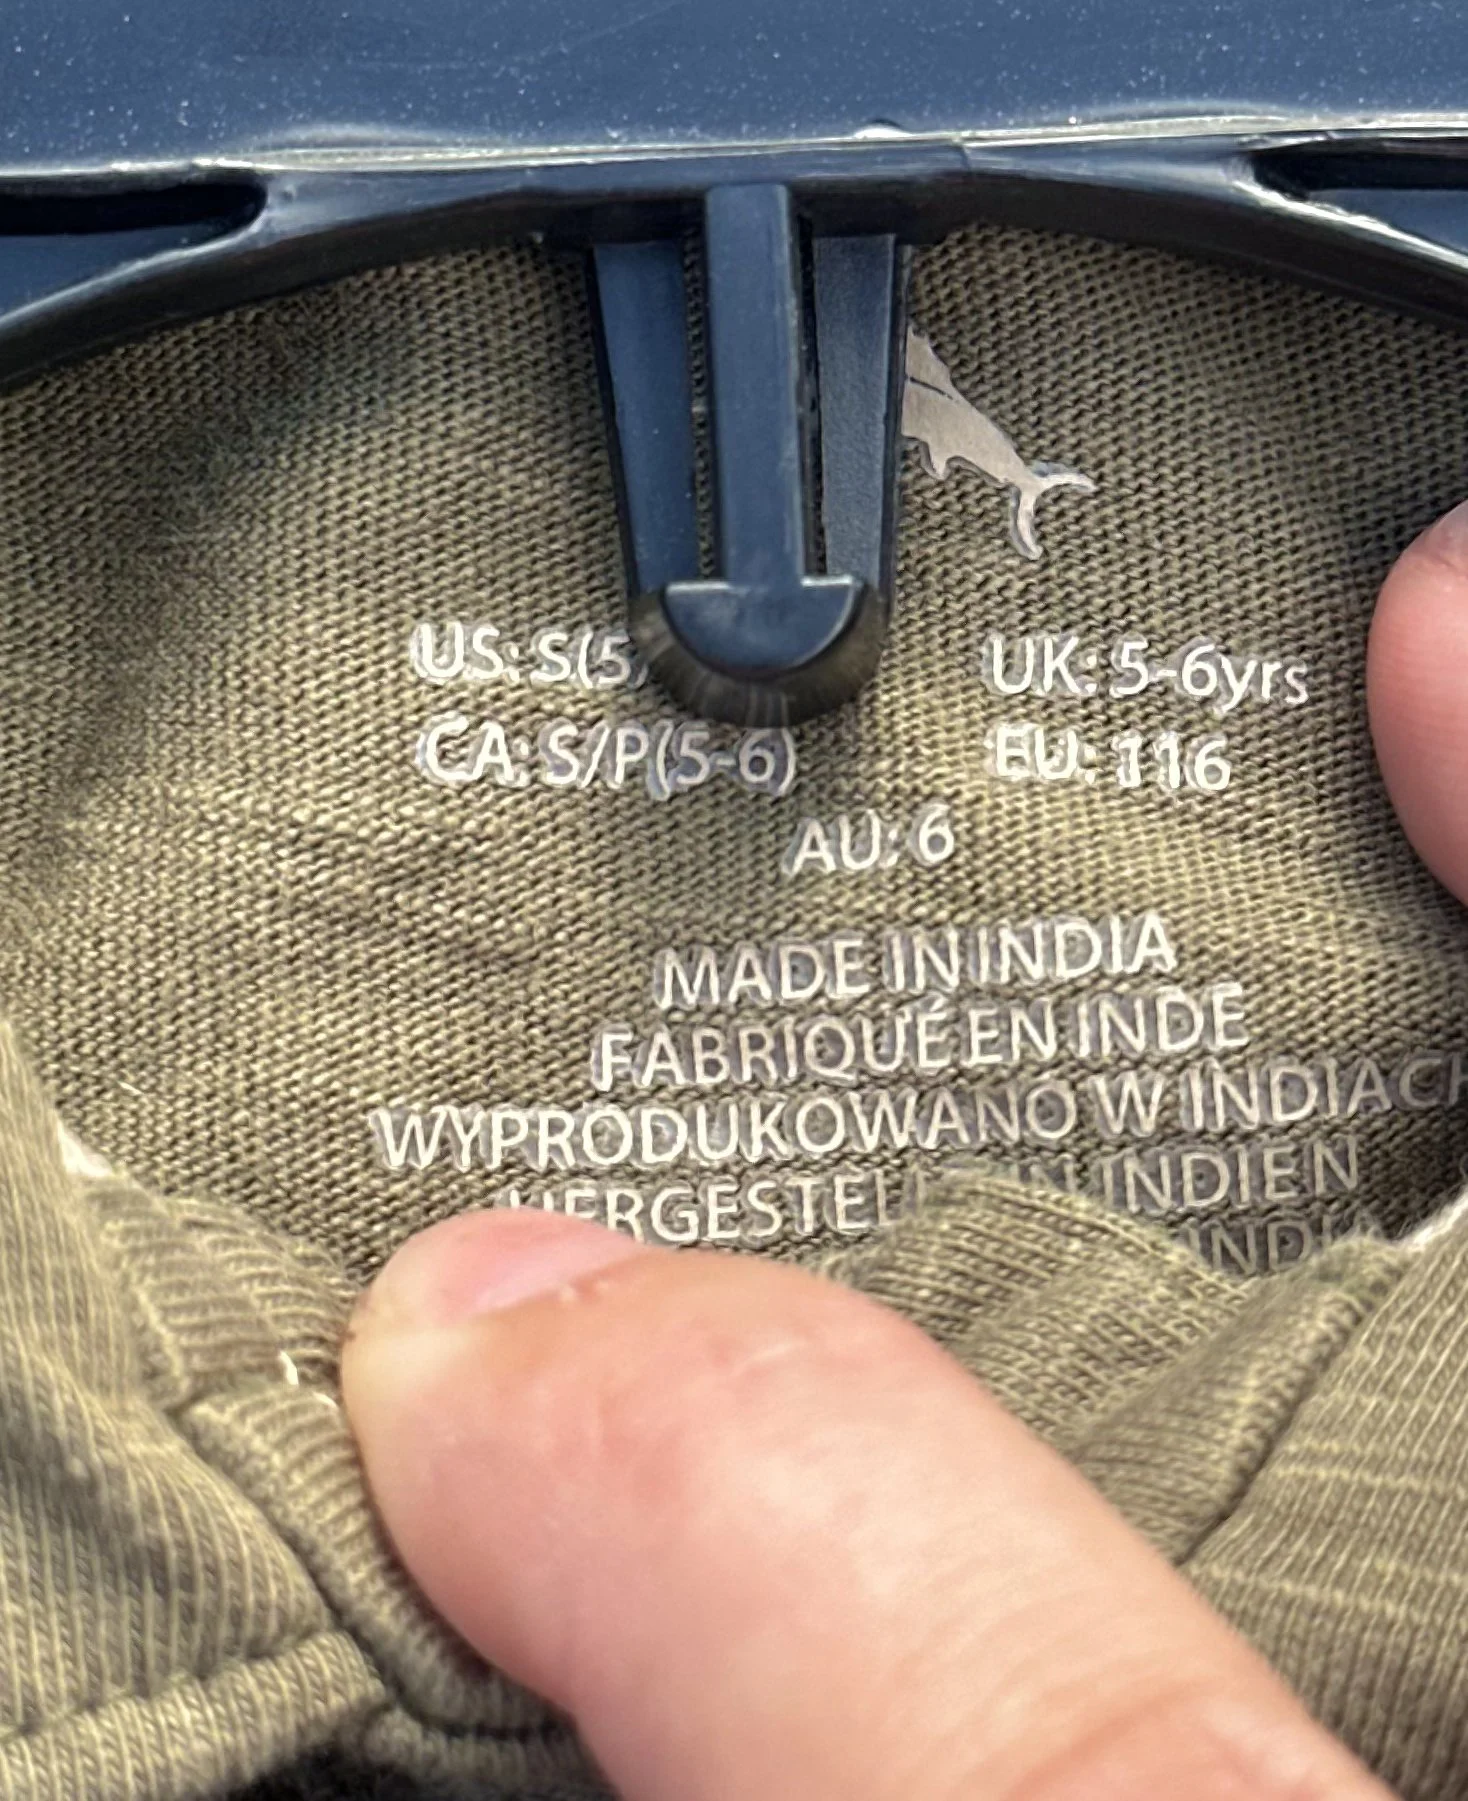 US: S(5
UK: 5-6yrs
CA: S/P(5-6)
EU: 116
AU: 6
MADE IN INDIA
FABRIQUÉ EN INDE
WYPRODUKOWANO W INDIACH
INDIEN